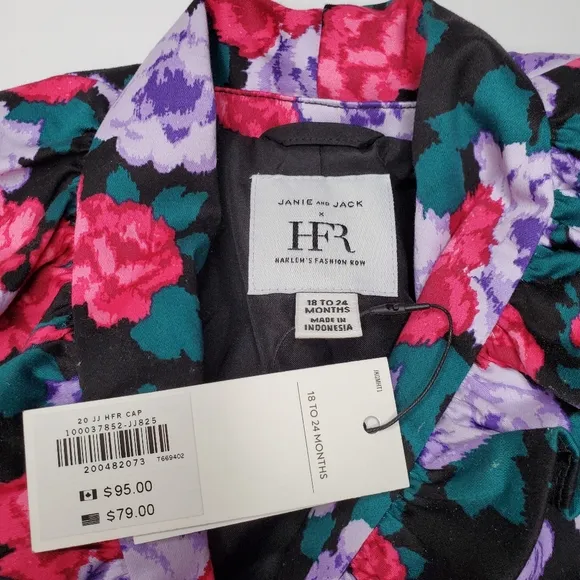 JANIE AND JACK
X
HFR
HARLEM'S FASHION ROW
18 TO 24
MONTHS
MADE IN
INDONESIA
20 JJ HFR CAP
100037852-JJ825
200482073
7669402
$95.00
$79.00
18 TO 24 MONTHS